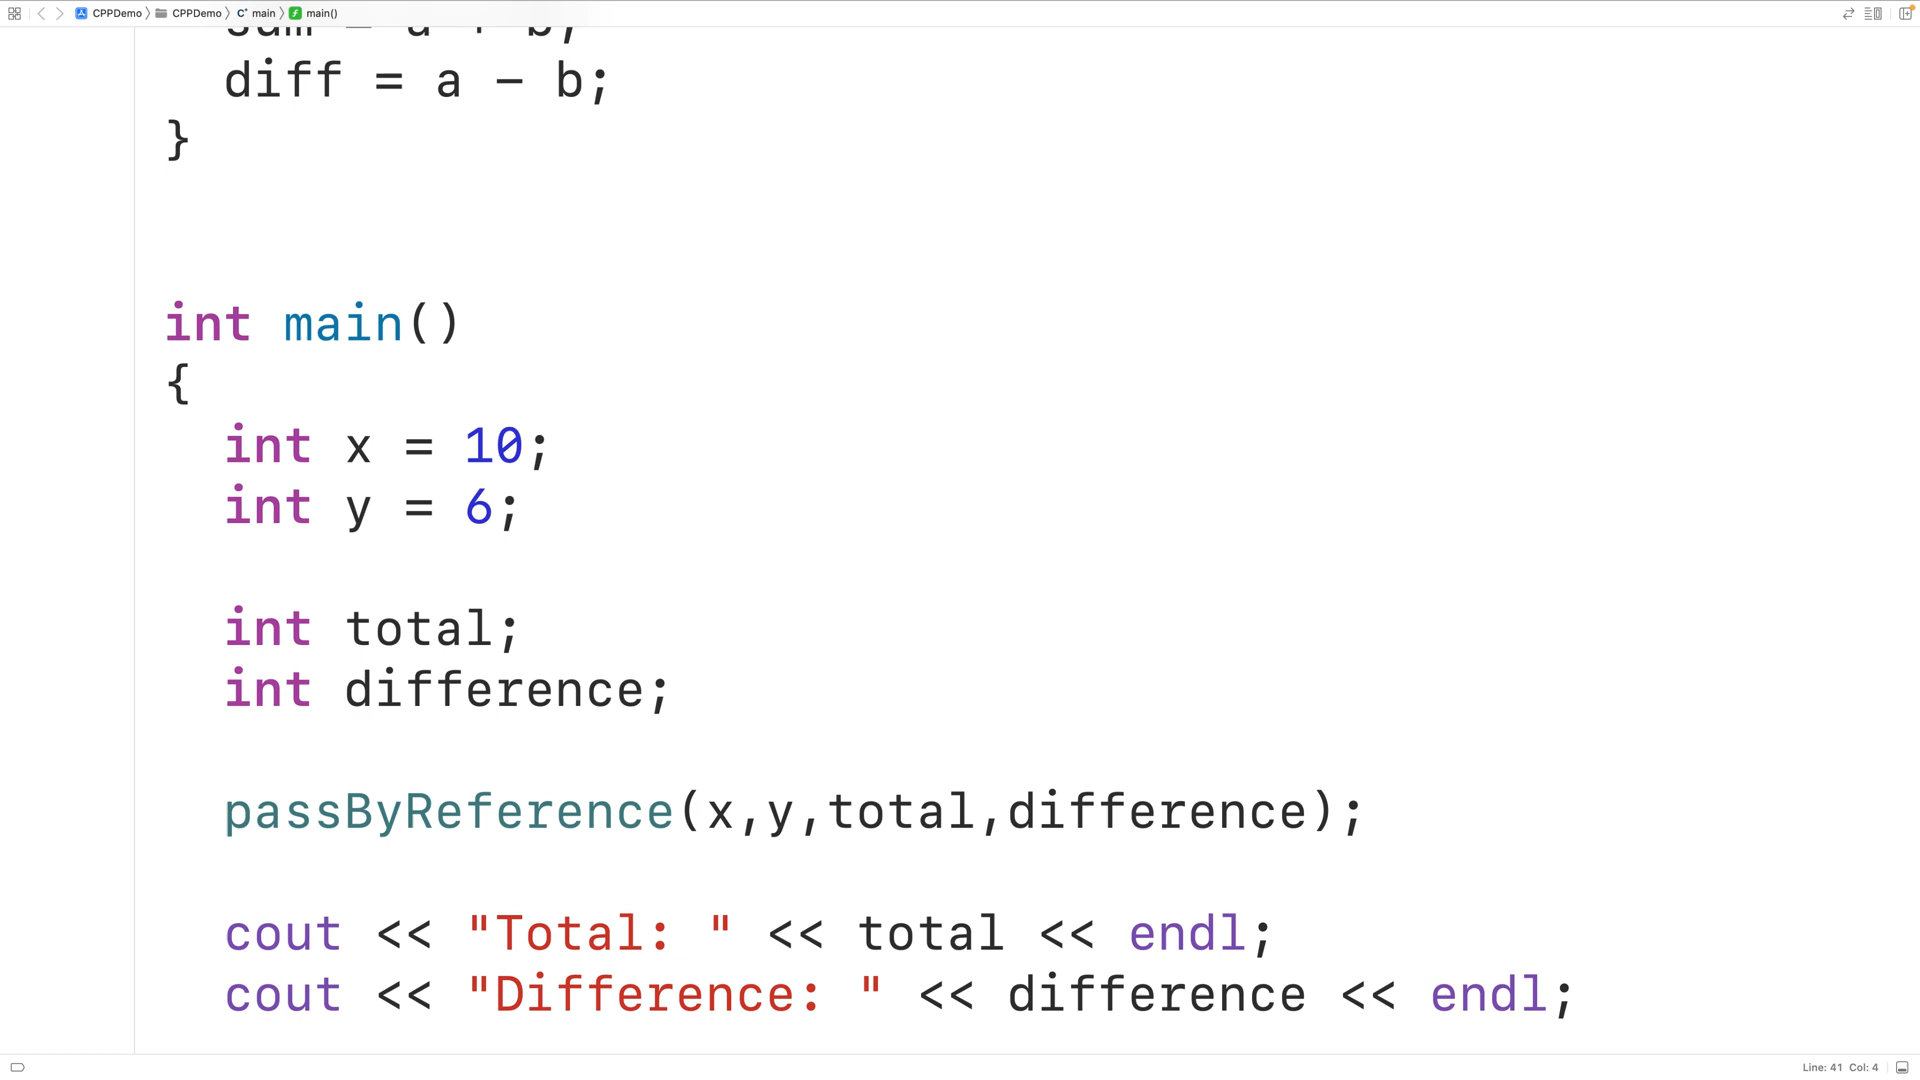 CPPDemo CPPDemo C+ main f main()
sum = a + b;
diff = a - b;
}
int main()
{
int x = 10;
int y = 6;
int total;
int difference;
passByReference(x,y,total,difference);
cout << "Total: " << total << endl;
cout << "Difference: " << difference << endl;
Line: 41 Col: 4